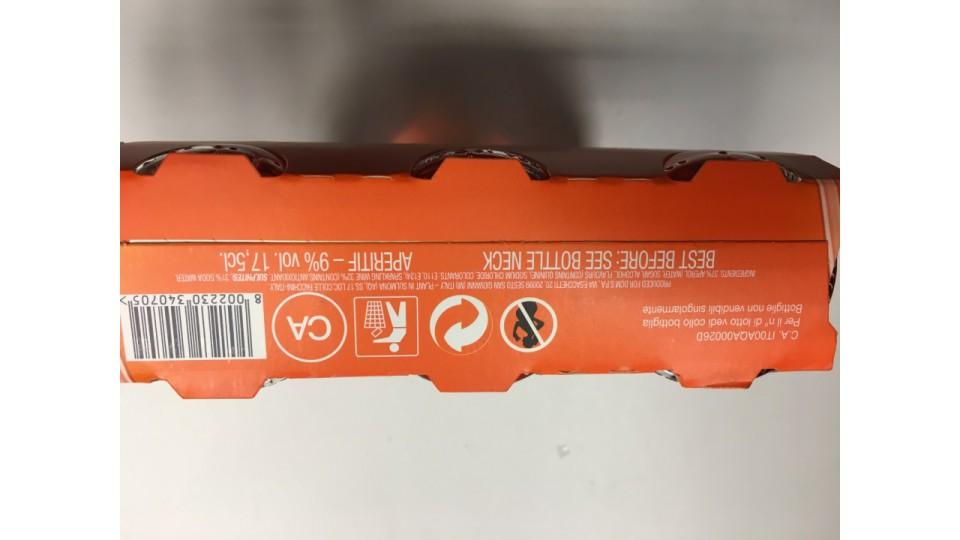 C.A. IT00AQA00026D
Per il n° di lotto vedi collo bottiglia
Bottiglie non vendibili singolarmente
CA
8 002230 340705 >
PRODUCED FOR DCM S.P.A. VIA E.SACCHETTI 20 20099 SESTO SAN GIOVANNI (MI) ITALY – PLANT IN SULMONA (AQ), SS. 17 LOC.COLLE FACCHINI-ITALY
INGREDIENTS: 37% APEROL (WATER, SUGAR, ALCOHOL, FLAVOURS (CONTAINS QUININE), SODIUM CHLORIDE, COLORANTS: E110, E124), SPARKLING WINE 32% (CONTAINS ANTIOXIDANT: SULPHITES), 31% SODA WATER.
BEST BEFORE: SEE BOTTLE NECK
APERITIF – 9% vol. 17,5cl.